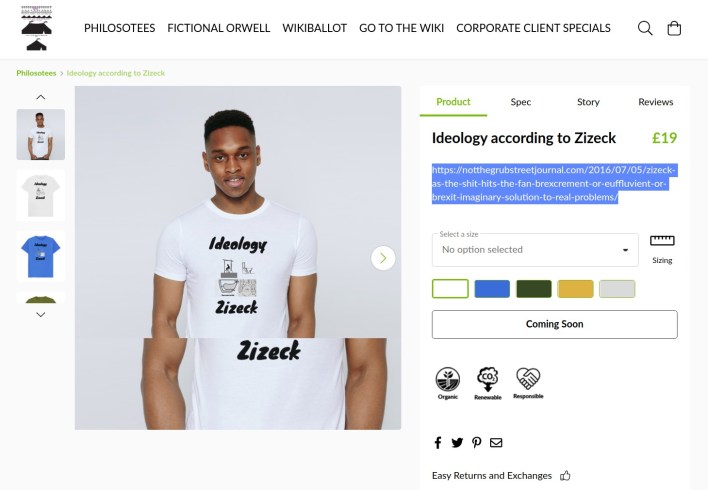 PHILOSOTEES FICTIONAL ORWELL WIKIBALLOT GO TO THE WIKI CORPORATE CLIENT SPECIALS
Philosotees > Ideology according to Zizeck
Product Spec Story Reviews
Ideology according to Zizeck £19
https://notthegrubstreetjournal.com/2016/07/05/zizeck-
as-the-shit-hits-the-fan-brexcrement-or-euffluvient-or-
brexit-imaginary-solution-to-real-problems/
Select a size
No option selected
Sizing
Coming Soon
Organic Renewable Responsible
Easy Returns and Exchanges
Ideology
Zizeck
Zizeck